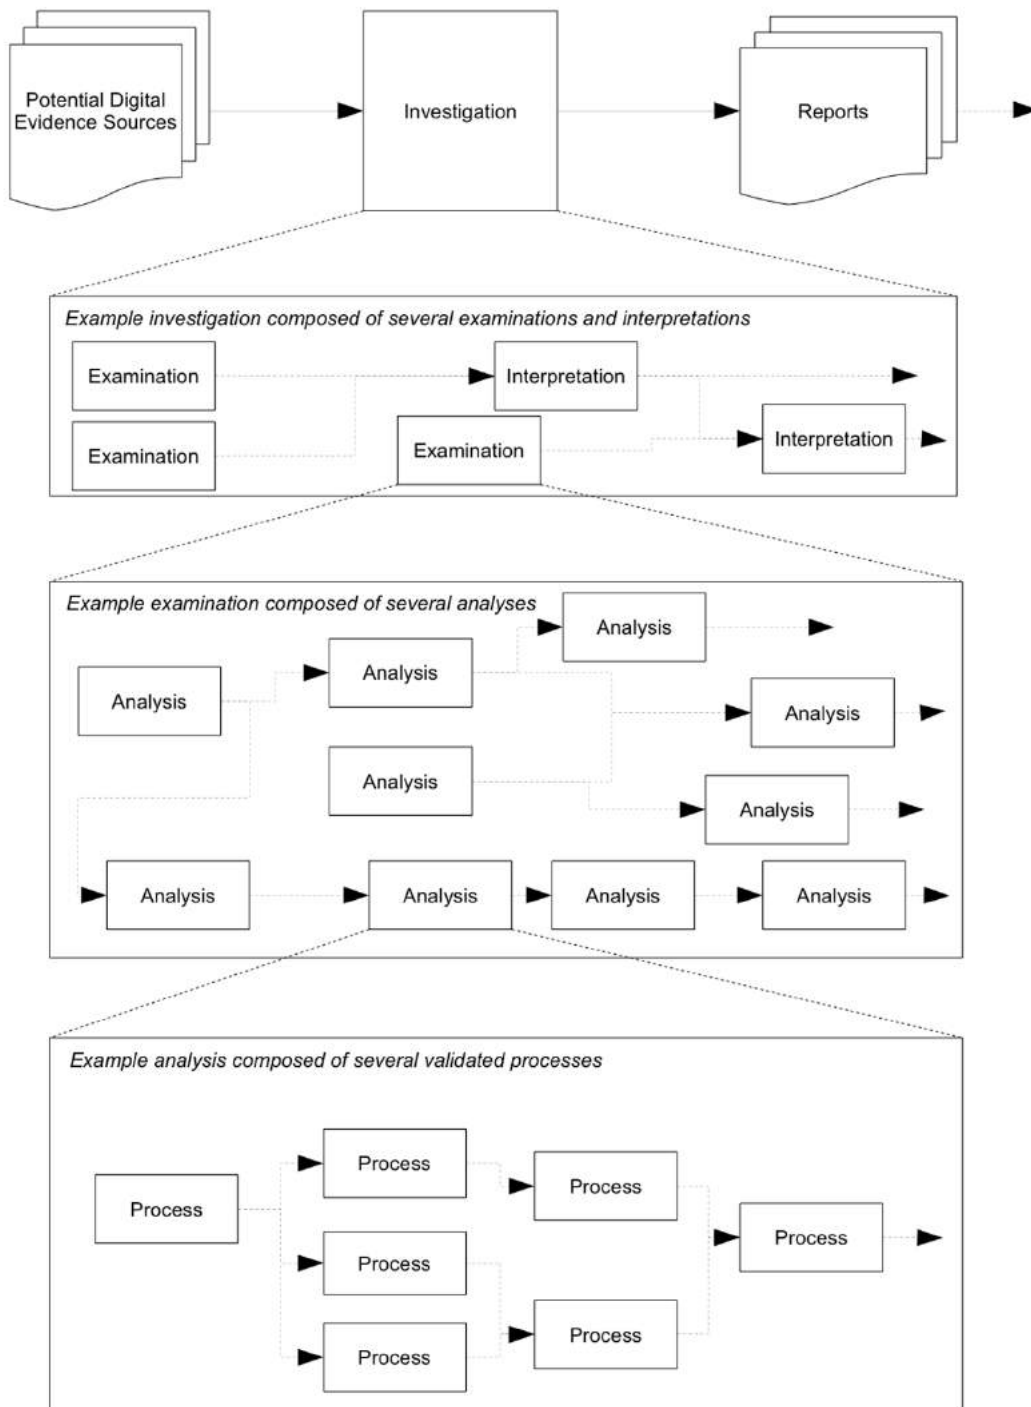 Potential Digital
Evidence Sources
Investigation
Reports
Example investigation composed of several examinations and interpretations
Examination
Interpretation
Examination
Examination
Interpretation
Example examination composed of several analyses
Analysis
Analysis
Analysis
Analysis
Analysis
Analysis
Analysis
Analysis
Analysis
Analysis
Example analysis composed of several validated processes
Process
Process
Process
Process
Process
Process
Process